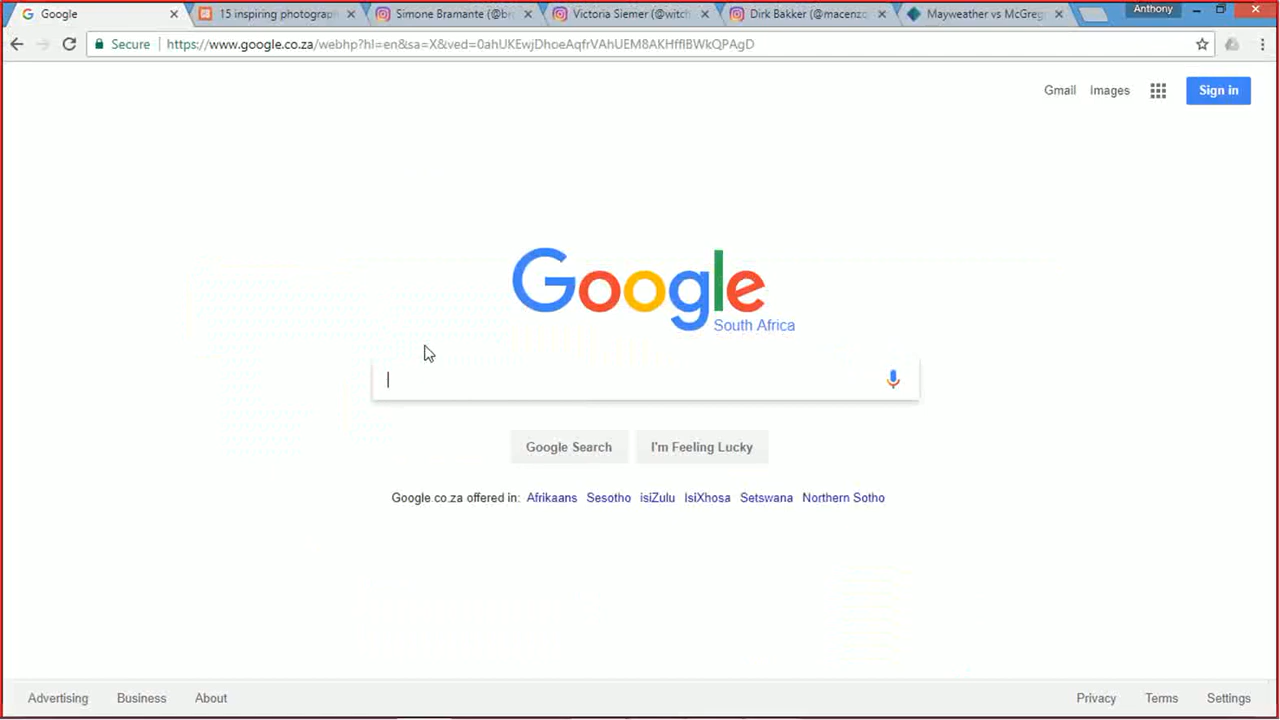 Google
15 inspiring photograph
Simone Bramante (@br
Victoria Siemer (@witch
Dirk Bakker (@macenzo
Mayweather vs McGreg
Anthony
Secure
https://www.google.co.za/webhp?hl=en&sa=X&ved=0ahUKEwjDhoeAqfrVAhUEM8AKHfflBWkQPAgD
Gmail Images Sign in
Google
South Africa
Google Search I'm Feeling Lucky
Google.co.za offered in: Afrikaans Sesotho isiZulu IsiXhosa Setswana Northern Sotho
Advertising Business About Privacy Terms Settings